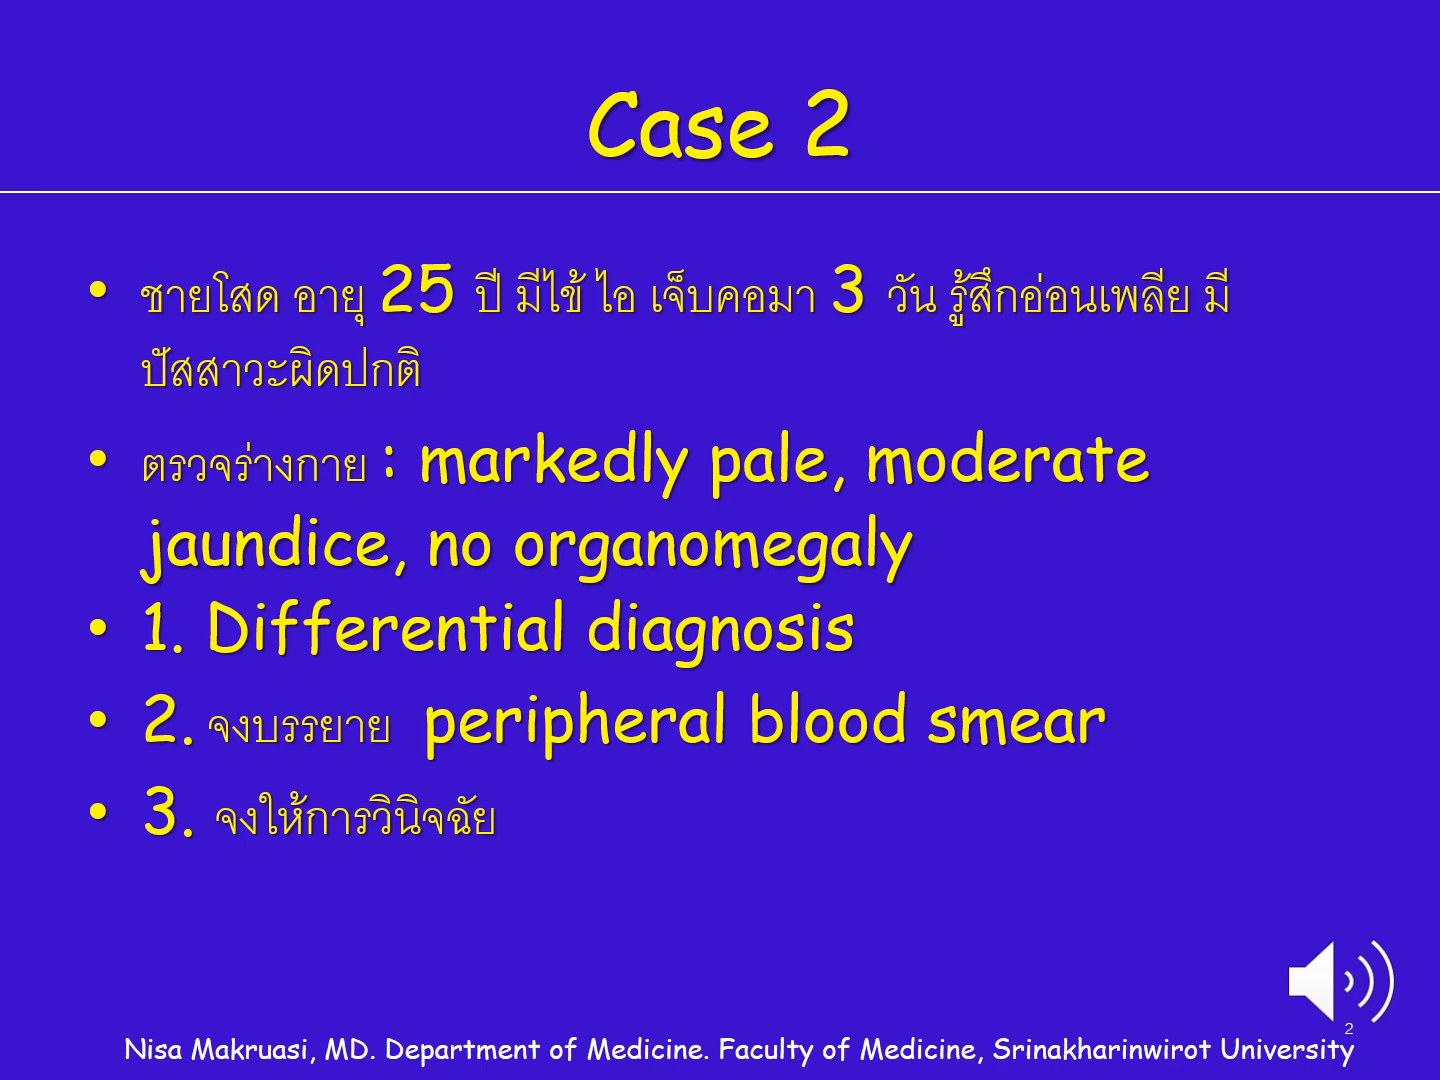 Case 2
• ชายโสด อายุ 25 ปี มีไข้ ไอ เจ็บคอมา 3 วัน รู้สึกอ่อนเพลีย มี
ปัสสาวะผิดปกติ
• ตรวจร่างกาย : markedly pale, moderate
jaundice, no organomegaly
• 1. Differential diagnosis
• 2. จงบรรยาย peripheral blood smear
• 3. จงให้การวินิจฉัย
2
Nisa Makruasi, MD. Department of Medicine. Faculty of Medicine, Srinakharinwirot University